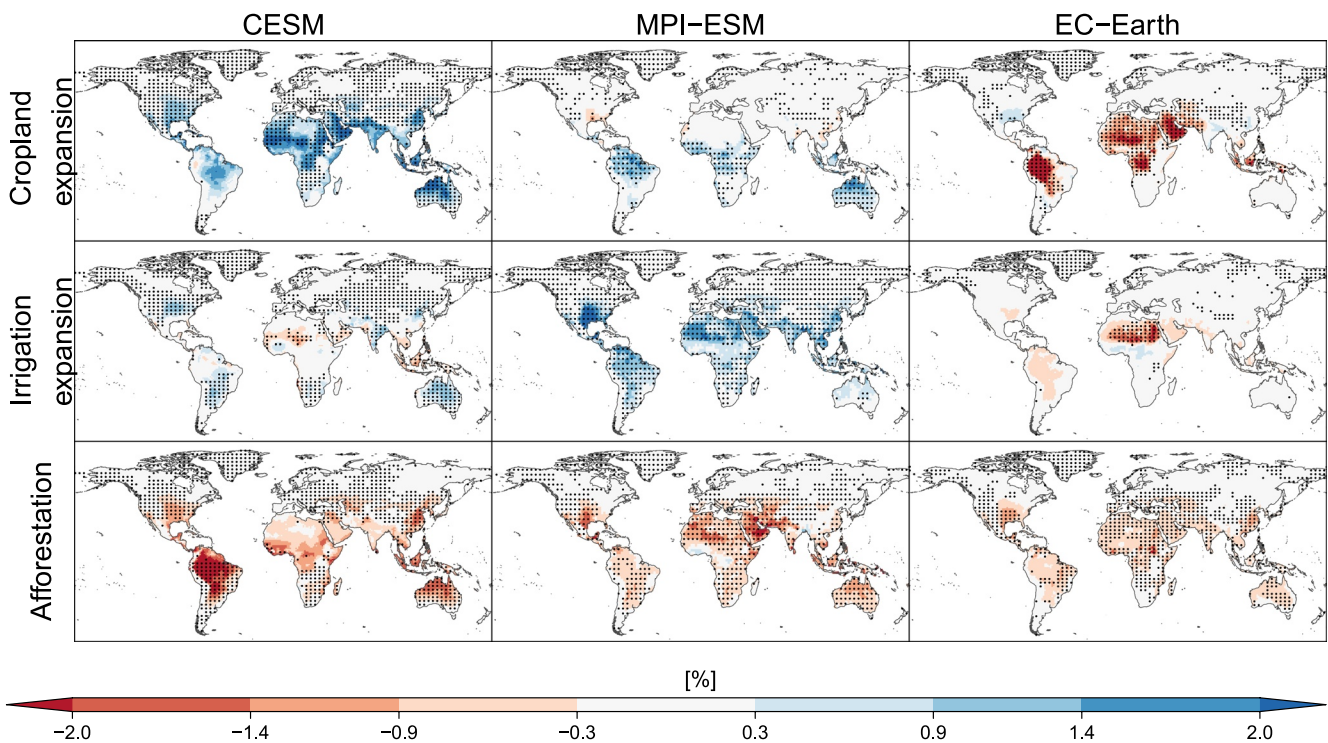 CESM
MPI−ESM
EC−Earth
Cropland
expansion
Irrigation
expansion
Afforestation
[%]
−2.0
−1.4
−0.9
−0.3
0.3
0.9
1.4
2.0